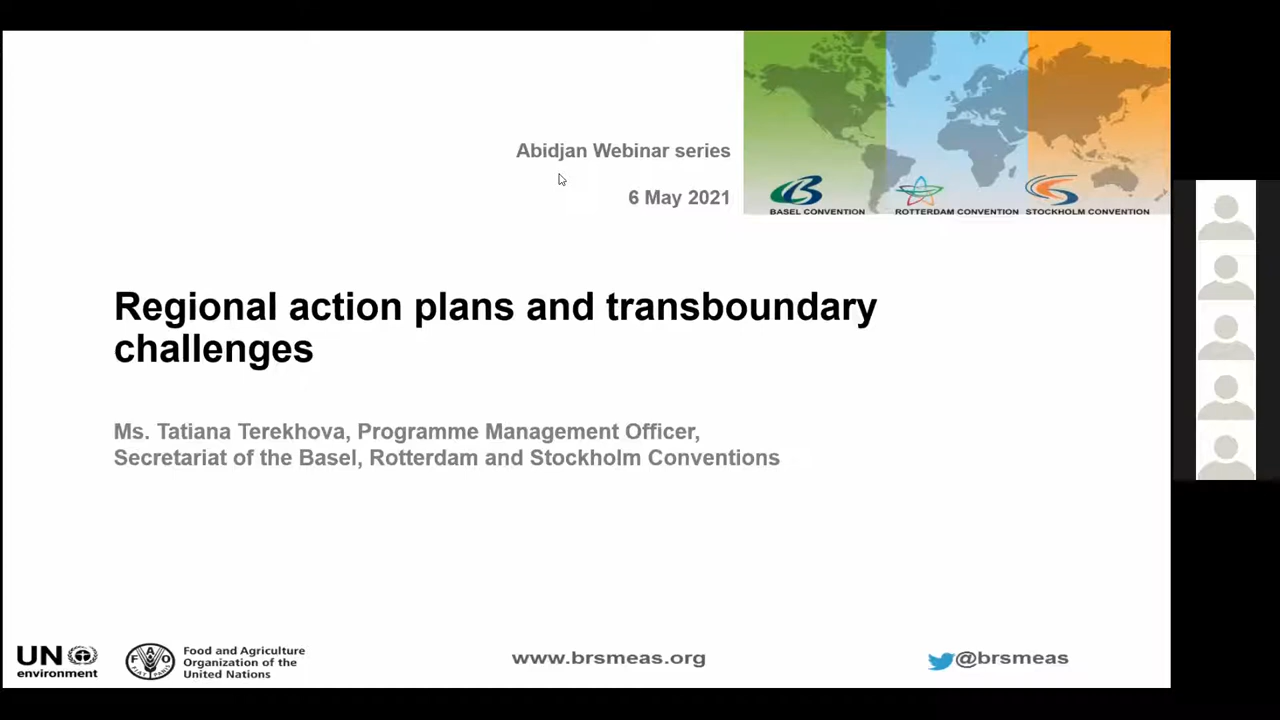 Abidjan Webinar series
6 May 2021
BASEL CONVENTION
ROTTERDAM CONVENTION
STOCKHOLM CONVENTION
Regional action plans and transboundary
challenges
Ms. Tatiana Terekhova, Programme Management Officer,
Secretariat of the Basel, Rotterdam and Stockholm Conventions
UN
environment
FAO
Food and Agriculture
Organization of the
United Nations
www.brsmeas.org
@brsmeas